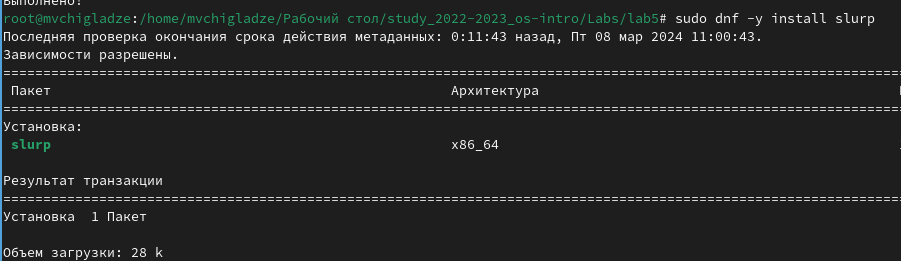 Выполнено!
root@mvchigladze:/home/mvchigladze/Рабочий стол/study_2022-2023_os-intro/Labs/lab5# sudo dnf -y install slurp
Последняя проверка окончания срока действия метаданных: 0:11:43 назад, Пт 08 мар 2024 11:00:43.
Зависимости разрешены.
================================================================================
Пакет Архитектура
================================================================================
Установка:
slurp x86_64
Результат транзакции
================================================================================
Установка  1 Пакет
Объем загрузки: 28 k